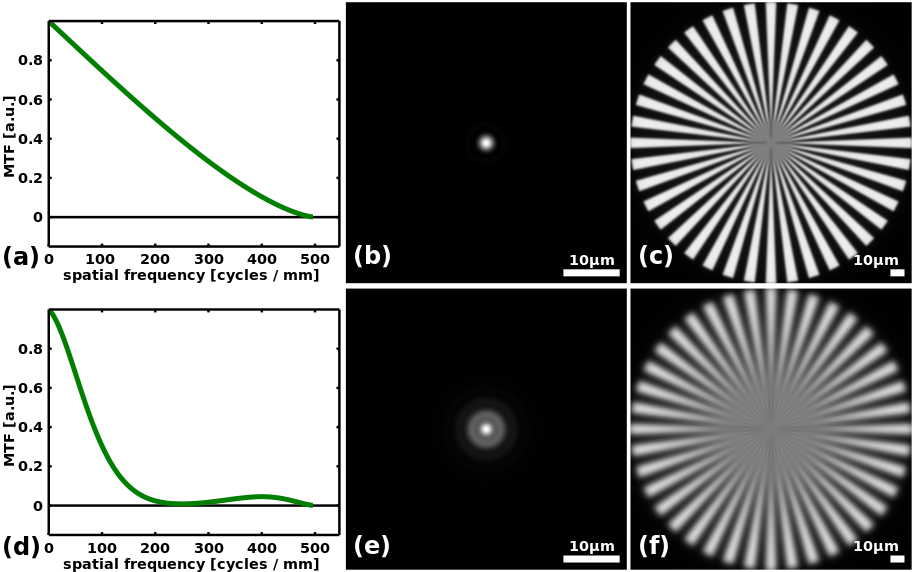 MTF [a.u.]
0.8
0.6
0.4
0.2
0
0 100 200 300 400 500
spatial frequency [cycles / mm]
(a)
(b)
10μm
(c)
10μm
MTF [a.u.]
0.8
0.6
0.4
0.2
0
0 100 200 300 400 500
spatial frequency [cycles / mm]
(d)
(e)
10μm
(f)
10μm